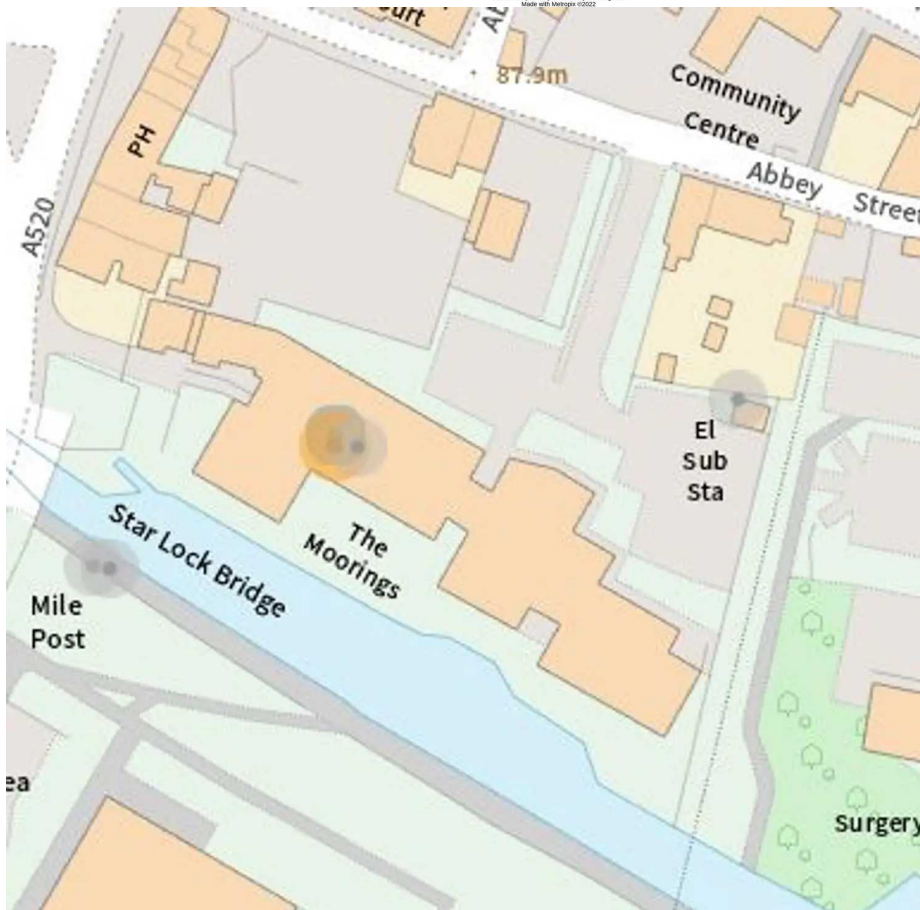 Made with Metropix ©2022
87.9m
Community
Centre
PH
Abbey
Street
A520
El
Sub
Sta
The
Moorings
Star Lock Bridge
Mile
Post
Surgery